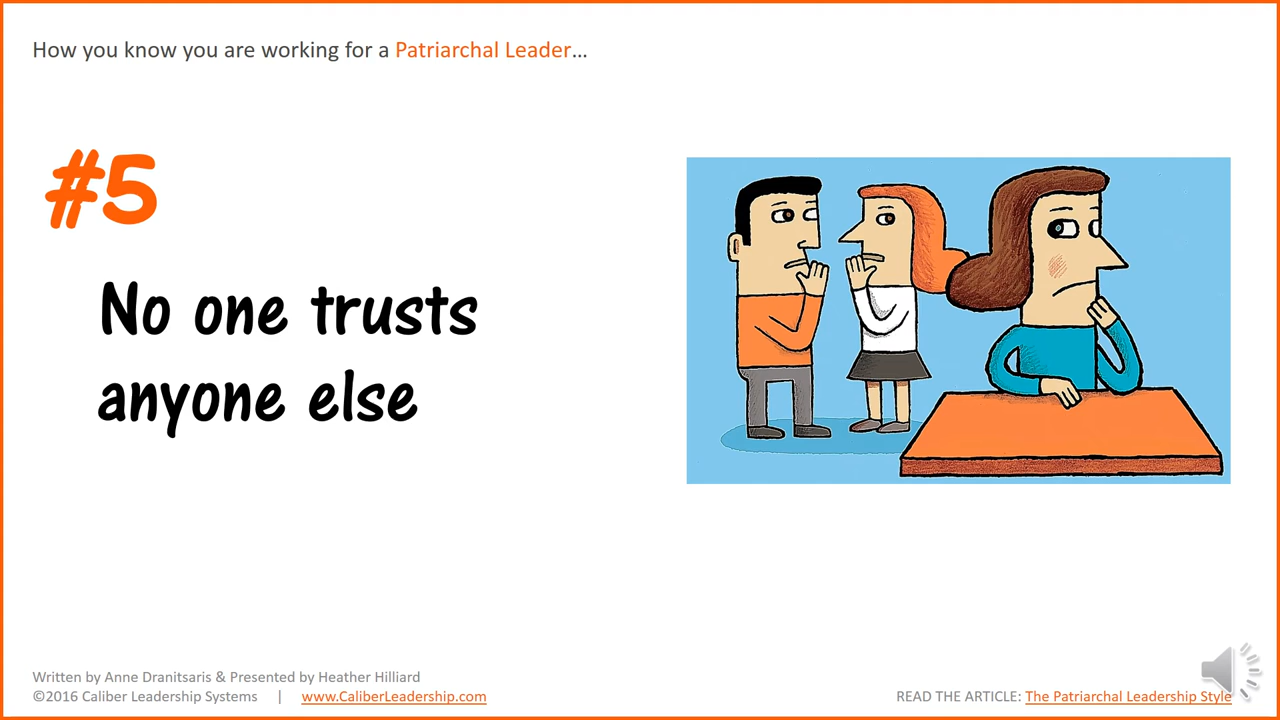 How you know you are working for a Patriarchal Leader...
#5
No one trusts
anyone else
Written by Anne Dranitsaris & Presented by Heather Hilliard
©2016 Caliber Leadership Systems | www.CaliberLeadership.com
READ THE ARTICLE: The Patriarchal Leadership Style